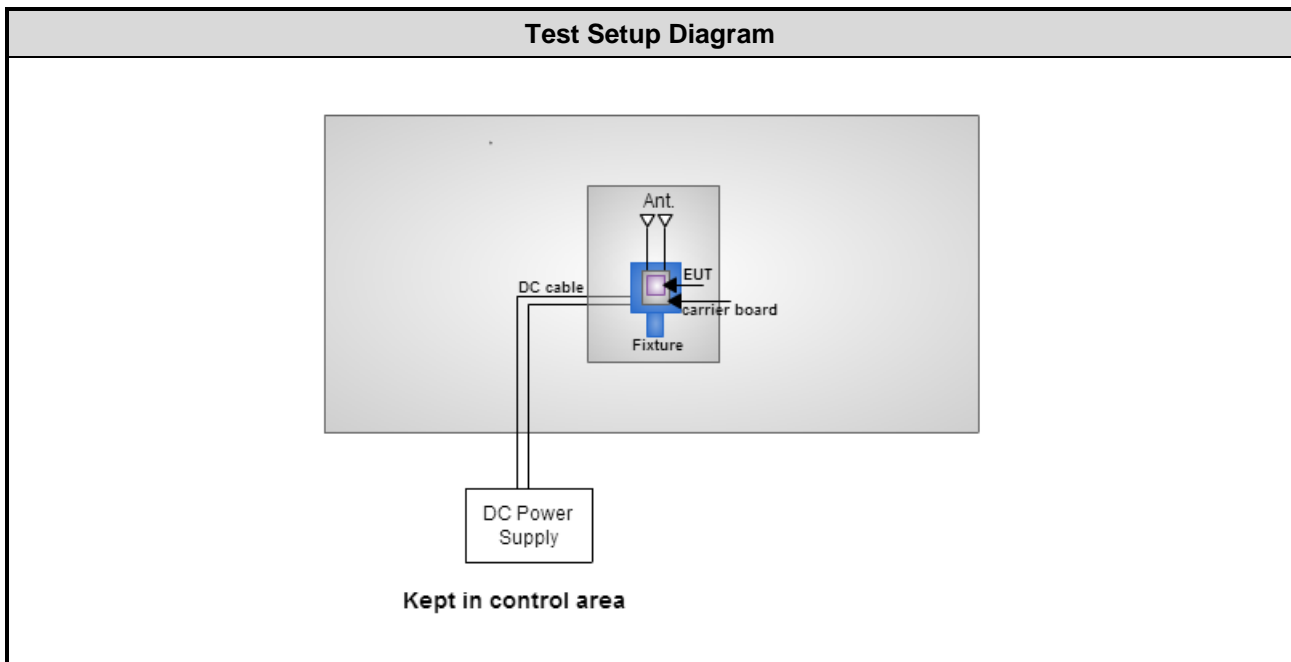 Test Setup Diagram
Ant.
EUT
DC cable
carrier board
Fixture
DC Power
Supply
Kept in control area